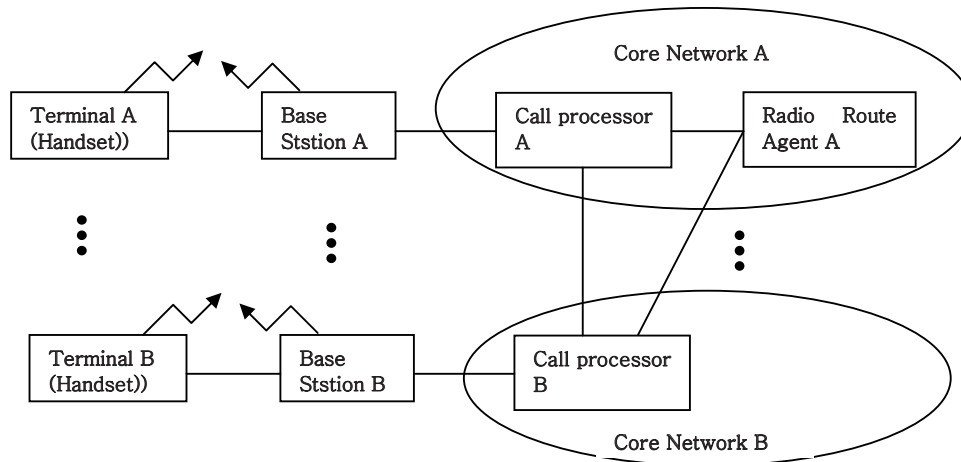 Core Network A
Terminal A
(Handset))
Base
Ststion A
Call processor
A
Radio Route
Agent A
Terminal B
(Handset))
Base
Ststion B
Call processor
B
Core Network B